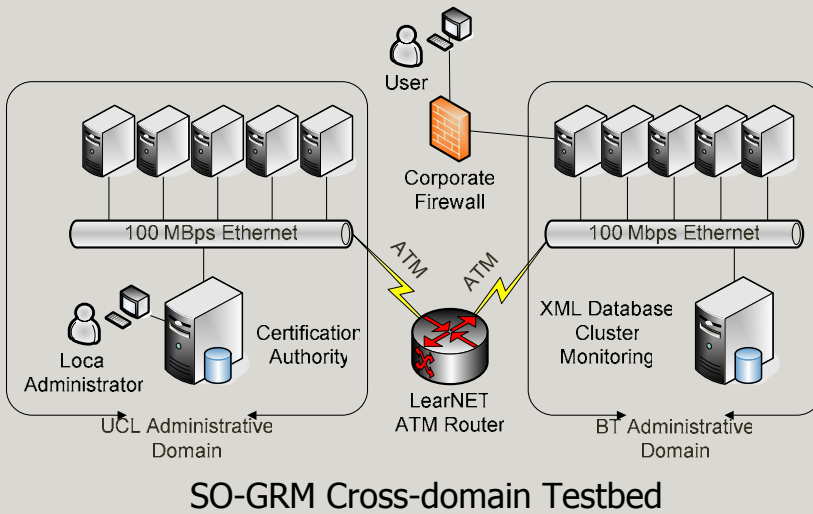 User
Corporate
Firewall
100 MBps Ethernet
100 Mbps Ethernet
ATM
ATM
Loca
Administrator
Certification
Authority
LearNET
ATM Router
XML Database
Cluster
Monitoring
UCL Administrative
Domain
BT Administrative
Domain
SO-GRM Cross-domain Testbed